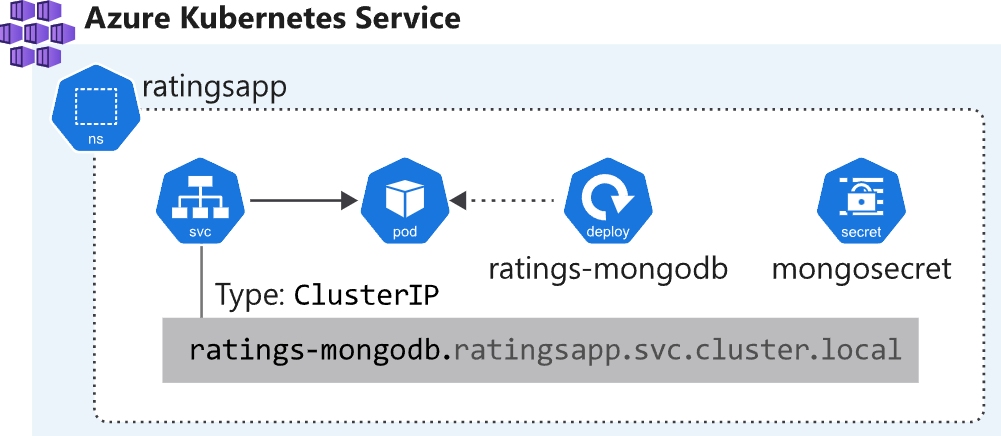 Azure Kubernetes Service
ratingsapp
ns
svc
pod
deploy
secret
ratings-mongodb
mongosecret
Type: ClusterIP
ratings-mongodb.ratingsapp.svc.cluster.local